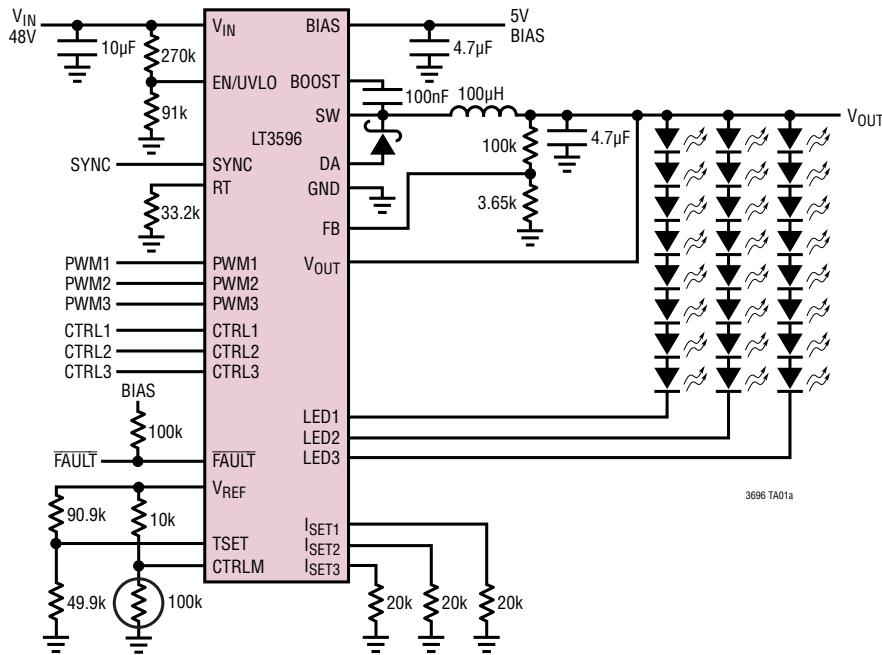 VIN
48V
10µF
270k
91k
VIN
EN/UVLO
BIAS
5V
BIAS
4.7µF
BOOST
100nF
100µH
SW
LT3596
DA
GND
100k
4.7µF
VOUT
3.65k
FB
VOUT
SYNC
SYNC
RT
33.2k
PWM1
PWM1
PWM2
PWM2
PWM3
PWM3
CTRL1
CTRL1
CTRL2
CTRL2
CTRL3
CTRL3
BIAS
100k
FAULT
FAULT
LED1
LED2
LED3
VREF
90.9k
10k
TSET
CTRLM
49.9k
100k
ISET1
ISET2
ISET3
20k
20k
20k
3696 TA01a